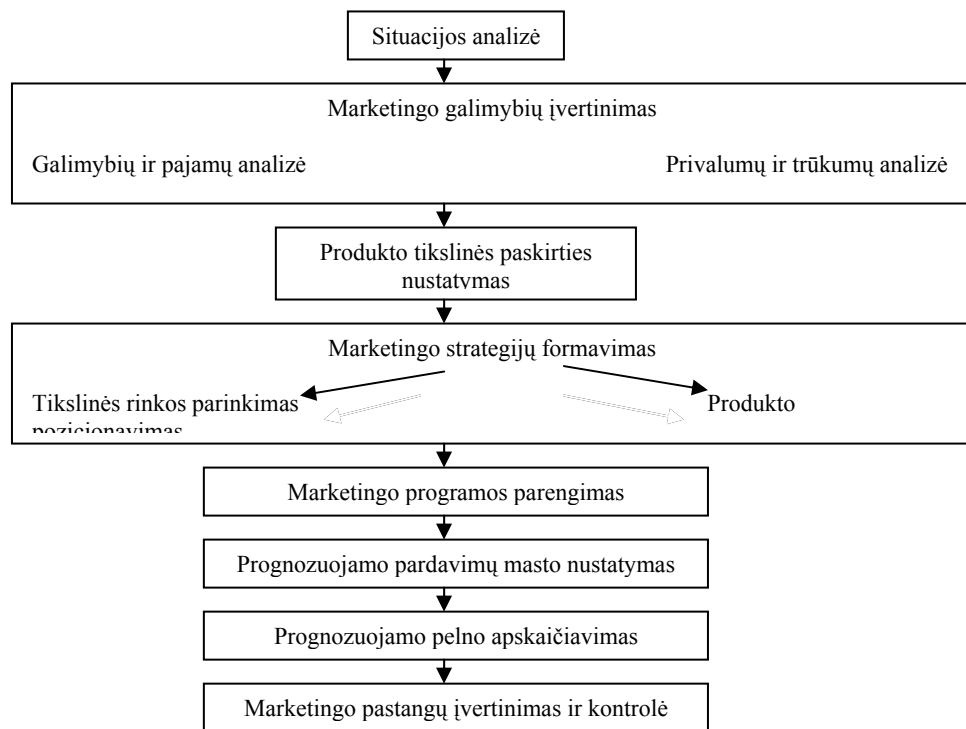 Situacijos analizė
Marketingo galimybių įvertinimas
Galimybių ir pajamų analizė Privalumų ir trūkumų analizė
Produkto tikslinės paskirties
nustatymas
Marketingo strategijų formavimas
Tikslinės rinkos parinkimas Produkto
pozicionavimas
Marketingo programos parengimas
Prognozuojamo pardavimų masto nustatymas
Prognozuojamo pelno apskaičiavimas
Marketingo pastangų įvertinimas ir kontrolė